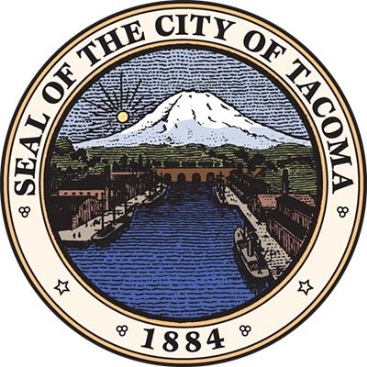 SEAL OF THE CITY OF TACOMA
1884